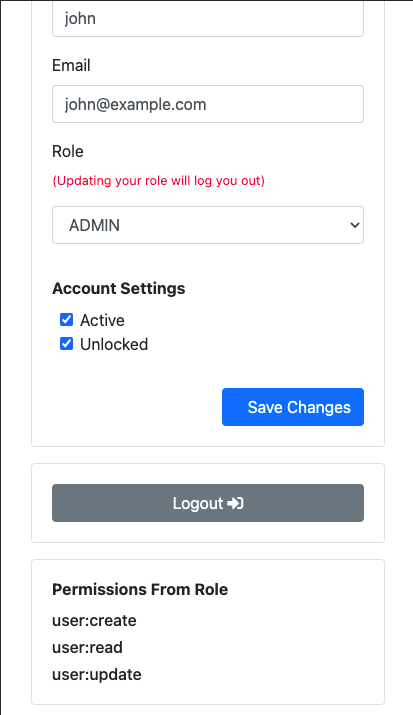 john
Email
john@example.com
Role
(Updating your role will log you out)
ADMIN
Account Settings
Active
Unlocked
Save Changes
Logout
Permissions From Role
user:create
user:read
user:update